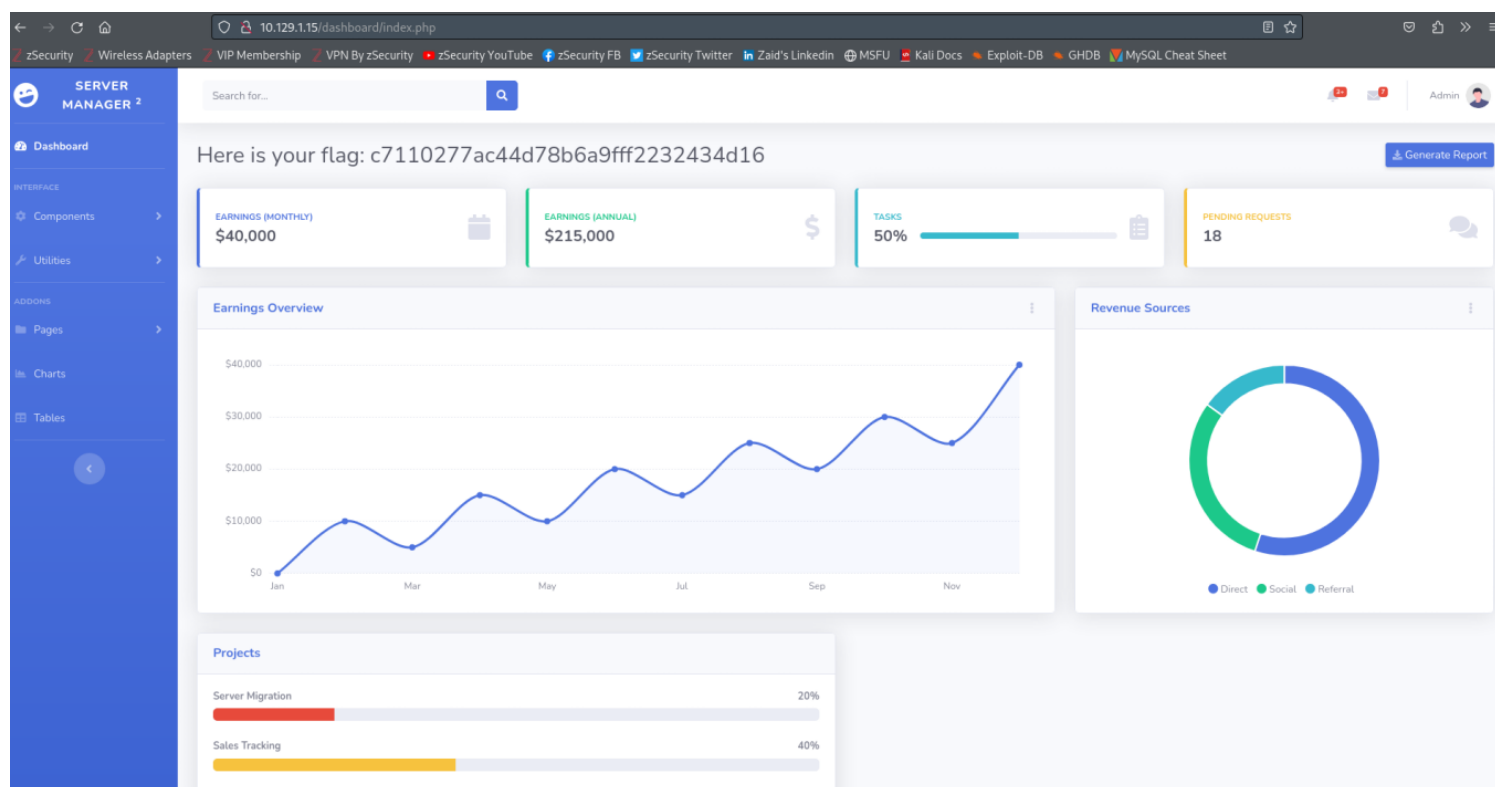 10.129.1.15/dashboard/index.php
zSecurity Wireless Adapters VIP Membership VPN By zSecurity zSecurity YouTube zSecurity FB zSecurity Twitter Zaid's Linkedin MSFU Kali Docs Exploit-DB GHDB MySQL Cheat Sheet
SERVER
MANAGER 2
Search for...
3+ 7 Admin
Dashboard
Here is your flag: c7110277ac44d78b6a9fff2232434d16
Generate Report
INTERFACE
Components
Utilities
ADDONS
Pages
Charts
Tables
EARNINGS (MONTHLY)
$40,000
EARNINGS (ANNUAL)
$215,000
TASKS
50%
PENDING REQUESTS
18
Earnings Overview
$40,000
$30,000
$20,000
$10,000
$0
Jan Mar May Jul Sep Nov
Revenue Sources
Direct Social Referral
Projects
Server Migration 20%
Sales Tracking 40%